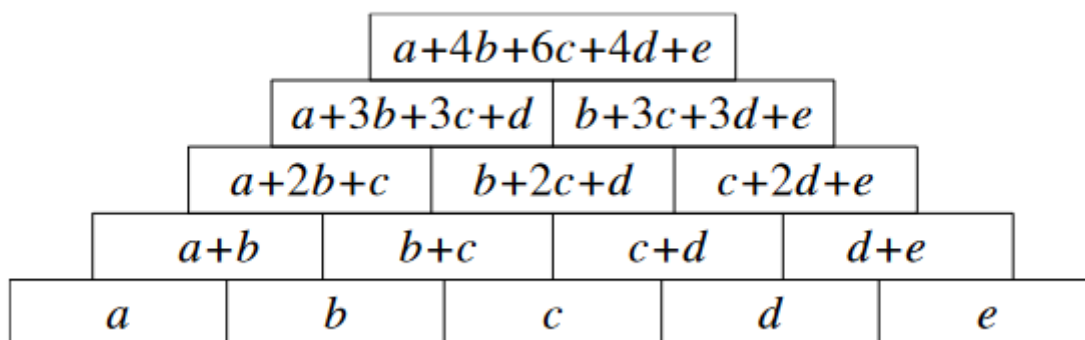 a+4b+6c+4d+e
a+3b+3c+d b+3c+3d+e
a+2b+c b+2c+d c+2d+e
a+b b+c c+d d+e
a b c d e